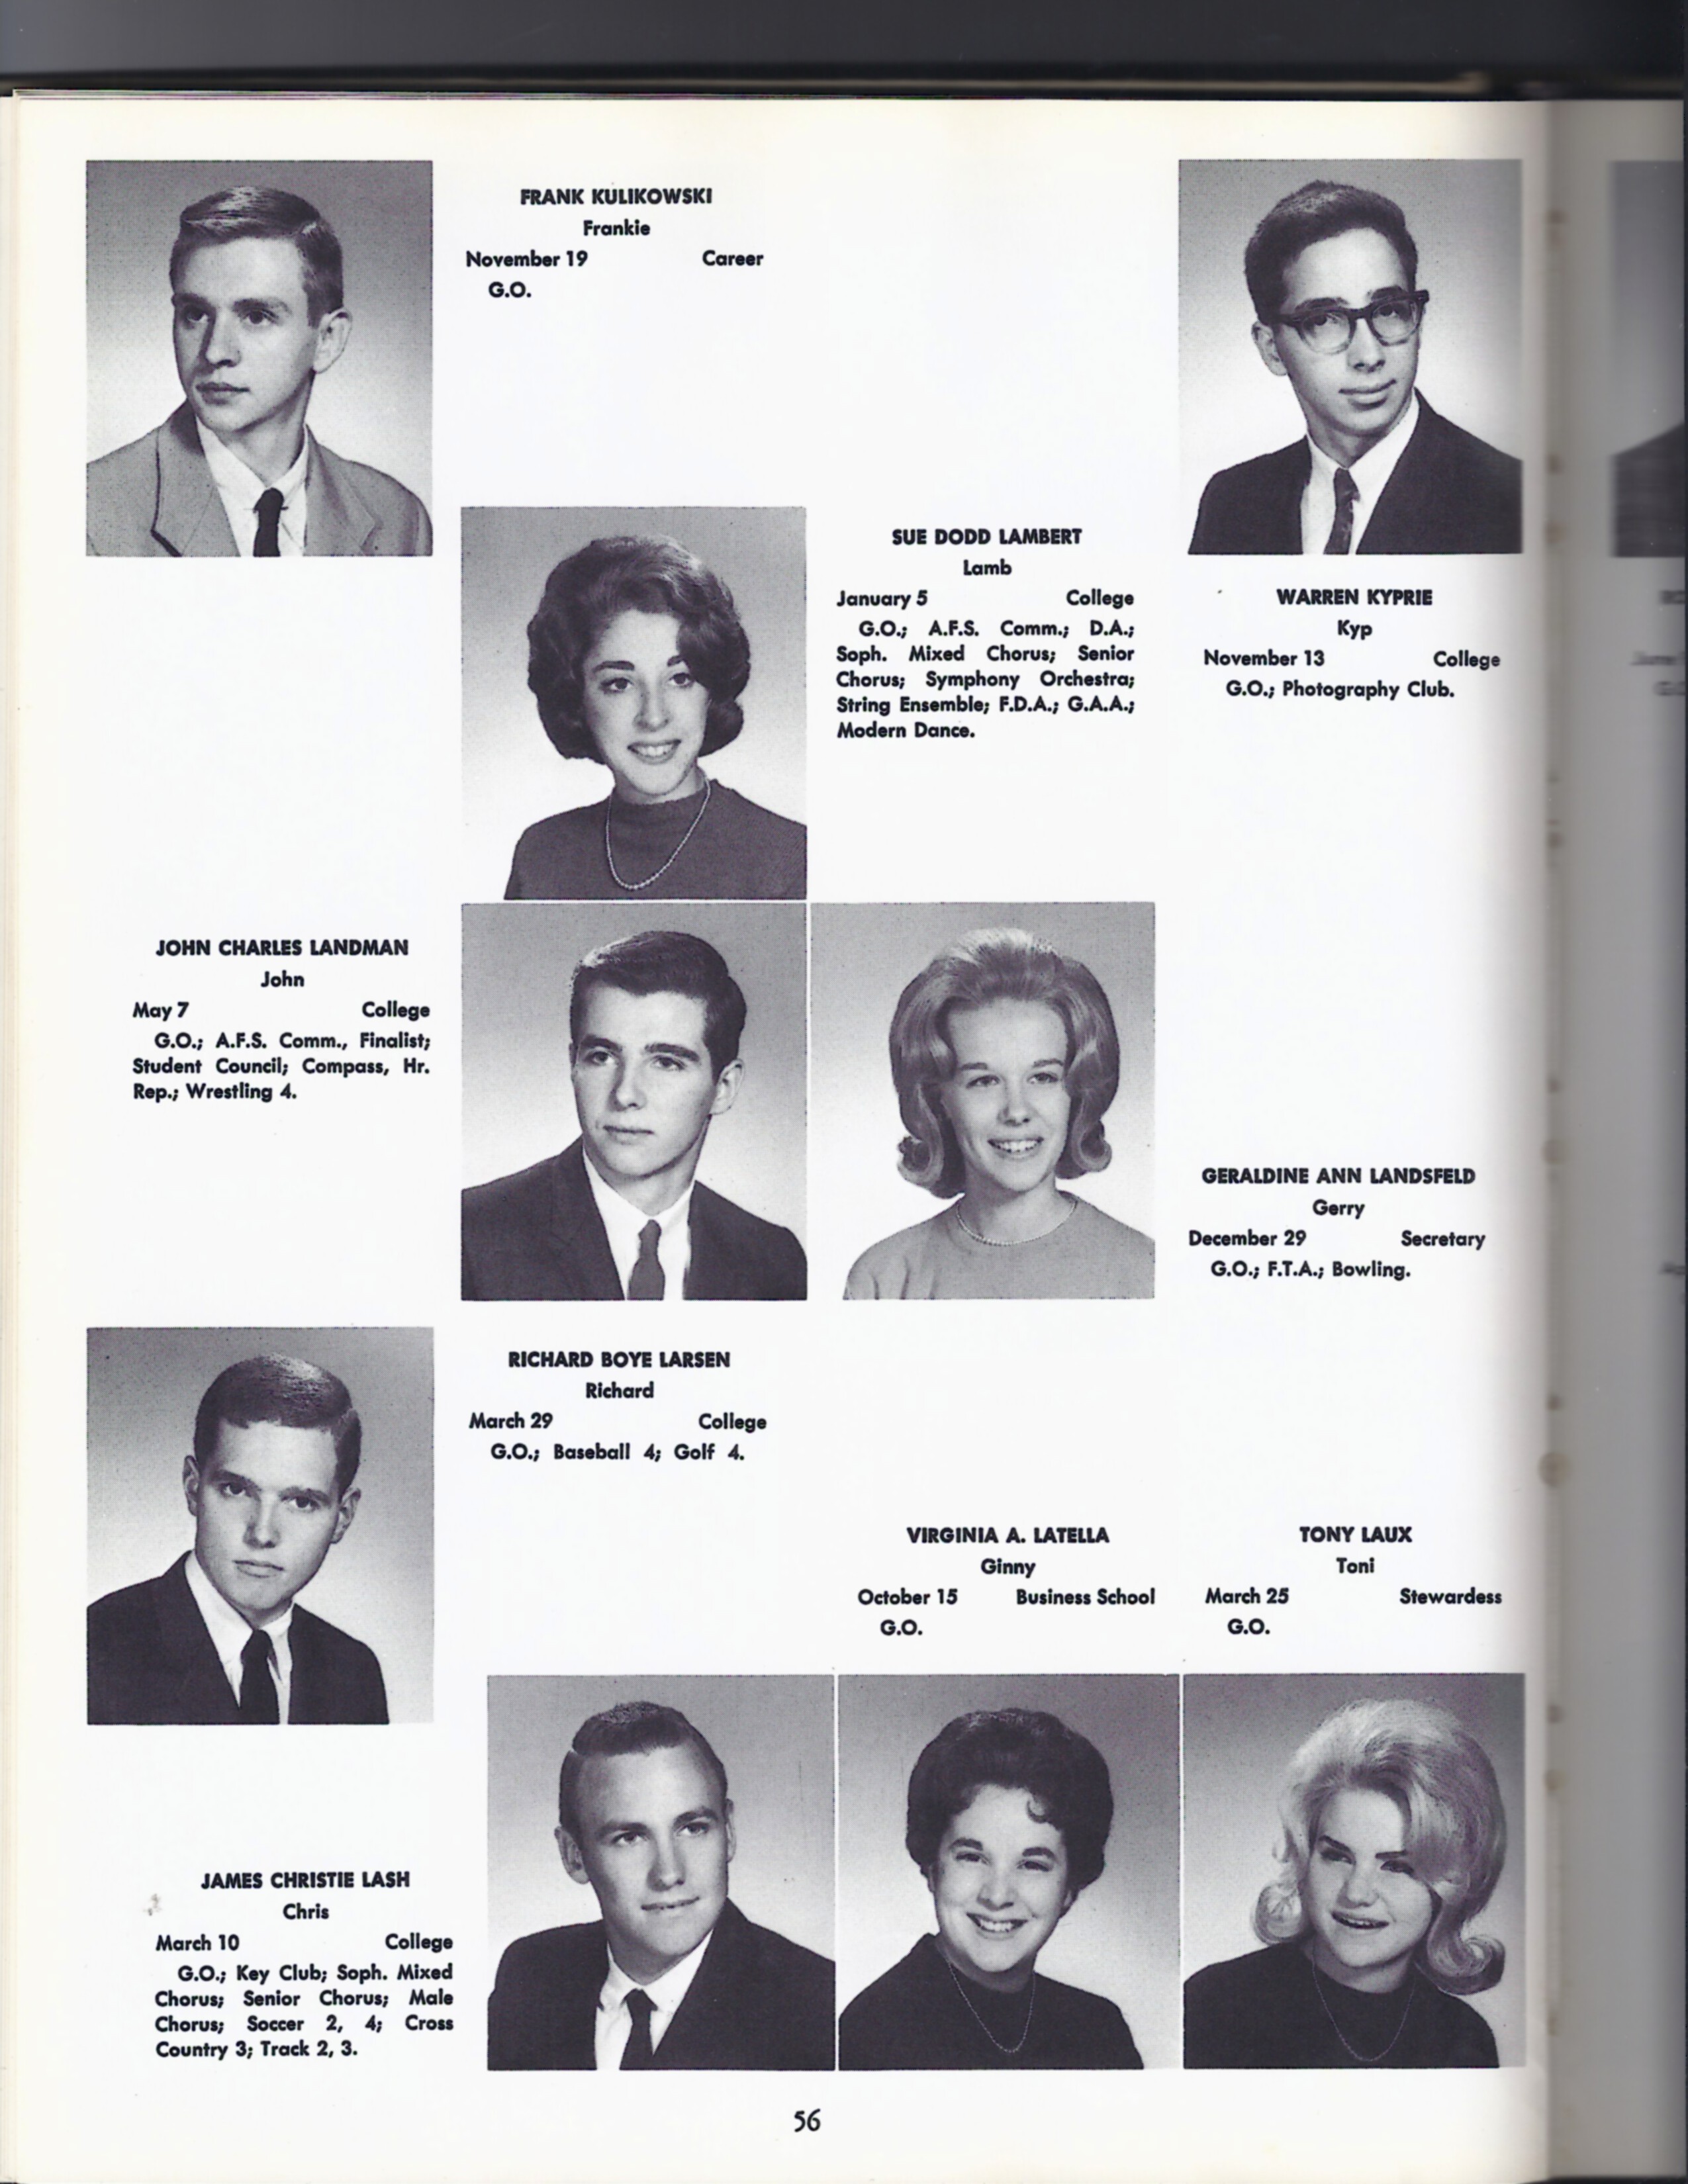 FRANK KULIKOWSKI
Frankie
November 19 Career
G.O.
SUE DODD LAMBERT
Lamb
January 5 College
G.O.; A.F.S. Comm.; D.A.;
Soph. Mixed Chorus; Senior
Chorus; Symphony Orchestra;
String Ensemble; F.D.A.; G.A.A.;
Modern Dance.
WARREN KYPRIE
Kyp
November 13 College
G.O.; Photography Club.
JOHN CHARLES LANDMAN
John
May 7 College
G.O.; A.F.S. Comm., Finalist;
Student Council; Compass, Hr.
Rep.; Wrestling 4.
GERALDINE ANN LANDSFELD
Gerry
December 29 Secretary
G.O.; F.T.A.; Bowling.
RICHARD BOYE LARSEN
Richard
March 29 College
G.O.; Baseball 4; Golf 4.
VIRGINIA A. LATELLA
Ginny
October 15 Business School
G.O.
TONY LAUX
Toni
March 25 Stewardess
G.O.
JAMES CHRISTIE LASH
Chris
March 10 College
G.O.; Key Club; Soph. Mixed
Chorus; Senior Chorus; Male
Chorus; Soccer 2, 4; Cross
Country 3; Track 2, 3.
56